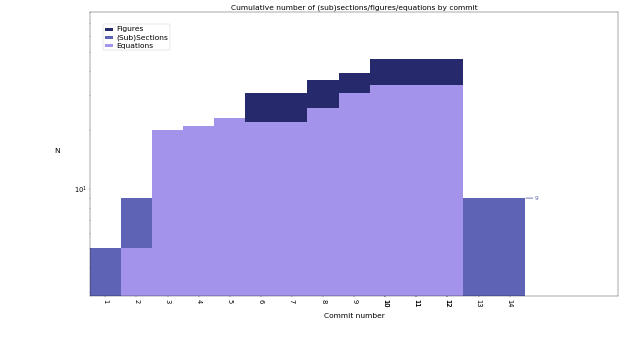 Cumulative number of (sub)sections/figures/equations by commit
Figures
(Sub)Sections
Equations
N
10¹
9
1 2 3 4 5 6 7 8 9 10 11 12 13 14
Commit number